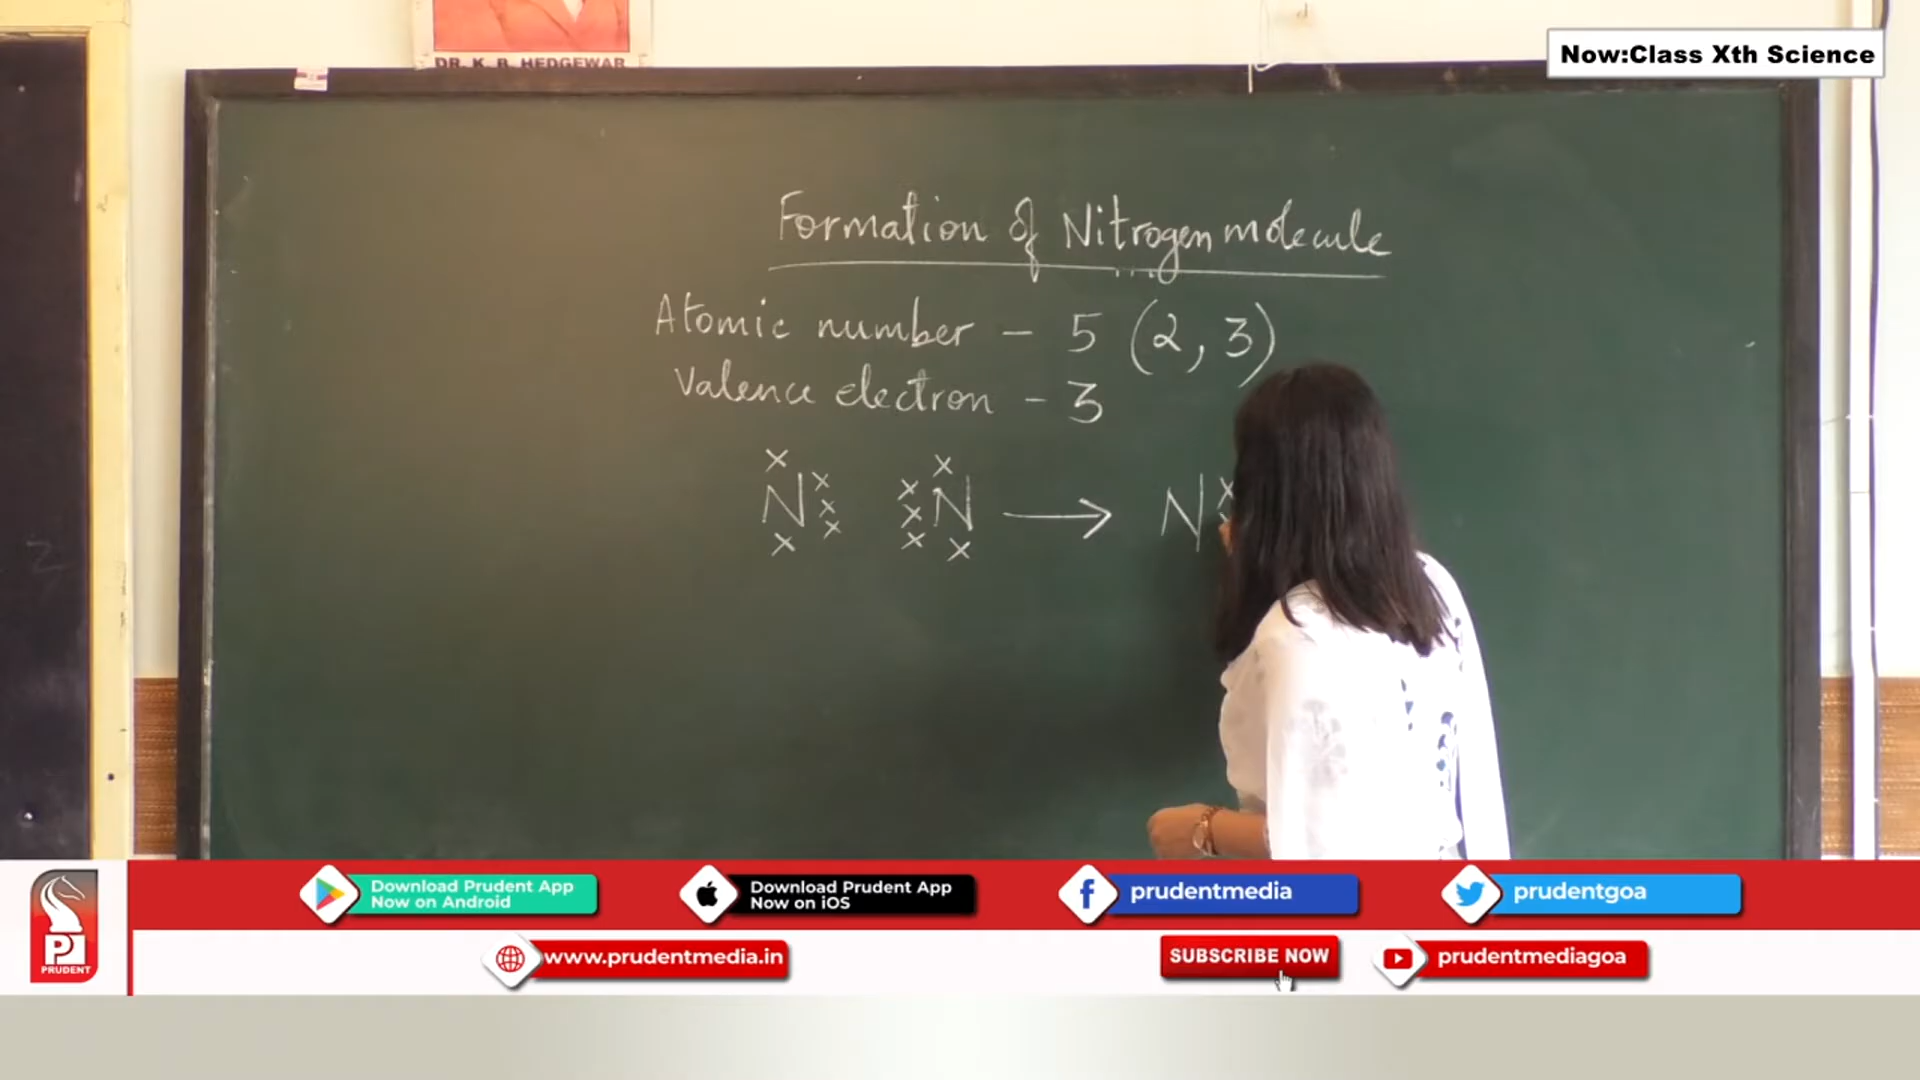 DR. K. B. HEDGEWAR
Now:Class Xth Science
Formation of Nitrogen molecule
Atomic number – 5 (2, 3)
Valence electron – 3
N N → N
Download Prudent App
Now on Android
Download Prudent App
Now on iOS
prudentmedia
prudentgoa
PRUDENT
www.prudentmedia.in
SUBSCRIBE NOW
prudentmediagoa